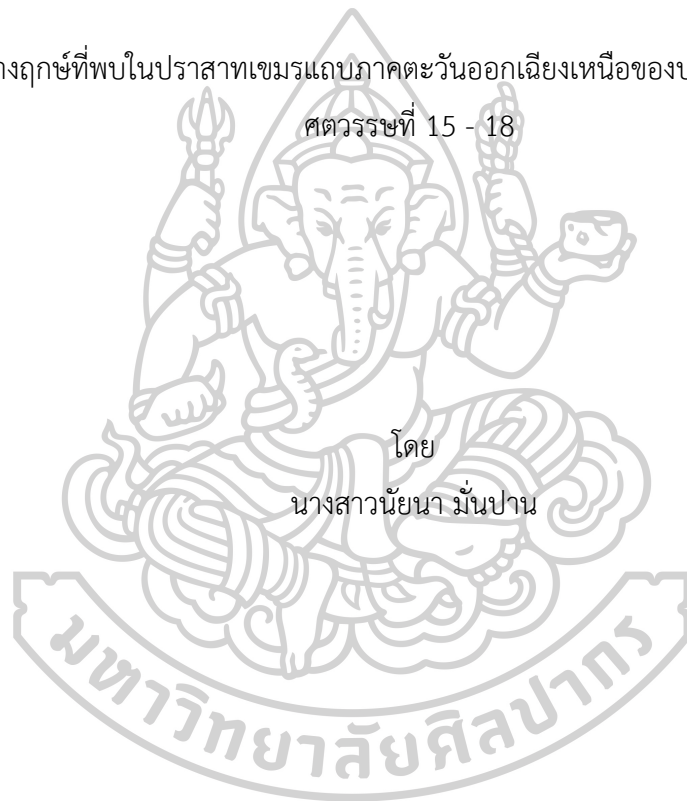 างฤกษ์ที่พบในปราสาทเขมรแถบภาคตะวันออกเฉียงเหนือของป
ศตวรรษที่ 15 - 18
โดย
นางสาวนัยนา มั่นปาน
มหาวิทยาลัยศิลปากร